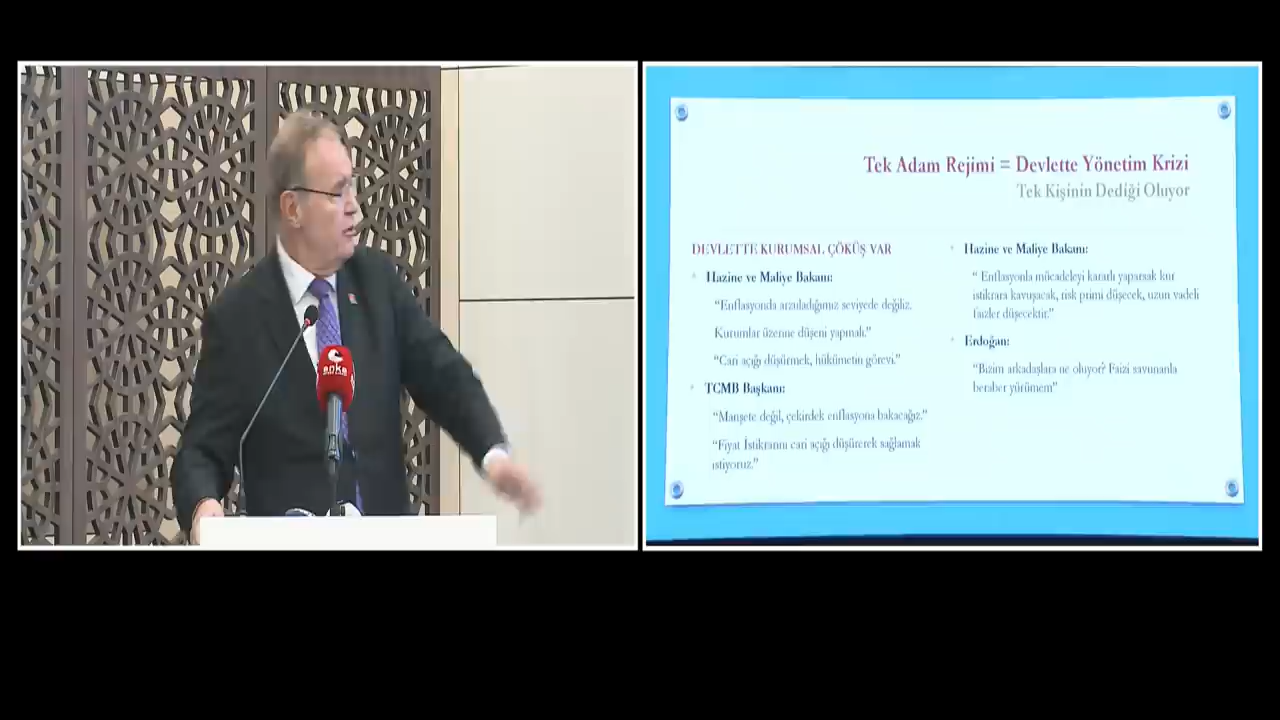 anka
Tek Adam Rejimi = Devlette Yönetim Krizi
Tek Kişinin Dediği Oluyor
DEVLETTE KURUMSAL ÇÖKÜŞ VAR
Hazine ve Maliye Bakanı:
“Enflasyonda arzuladığımız seviyede değiliz.
Kurumlar üzerine düşeni yapmalı.”
“Cari açığı düşürmek, hükümetin görevi.”
TCMB Başkanı:
“Manşete değil, çekirdek enflasyona bakacağız.”
“Fiyat İstikrarını cari açığı düşürerek sağlamak
istiyoruz.”
Hazine ve Maliye Bakanı:
“ Enflasyonla mücadeleyi kararlı yaparsak kur
istikrara kavuşacak, risk primi düşecek, uzun vadeli
faizler düşecektir.”
Erdoğan:
“Bizim arkadaşlara ne oluyor? Faizi savunanla
beraber yürümem”